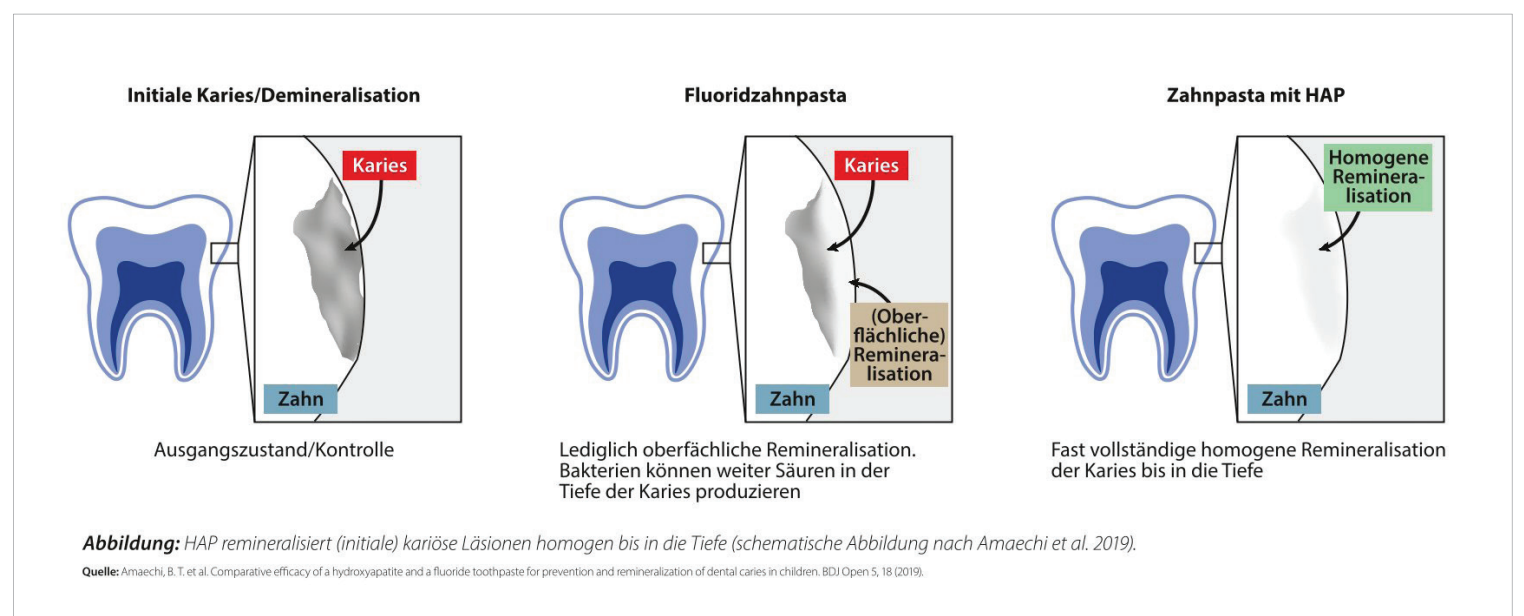 Initiale Karies/Demineralisation
Karies
Zahn
Ausgangszustand/Kontrolle
Fluoridzahnpasta
Karies
(Ober-
flächliche)
Reminera-
lisation
Zahn
Lediglich oberfächliche Remineralisation.
Bakterien können weiter Säuren in der
Tiefe der Karies produzieren
Zahnpasta mit HAP
Homogene
Reminera-
lisation
Zahn
Fast vollständige homogene Remineralisation
der Karies bis in die Tiefe
Abbildung: HAP remineralisiert (initiale) kariöse Läsionen homogen bis in die Tiefe (schematische Abbildung nach Amaechi et al. 2019).
Quelle: Amaechi, B. T. et al. Comparative efficacy of a hydroxyapatite and a fluoride toothpaste for prevention and remineralization of dental caries in children. BDJ Open 5, 18 (2019).